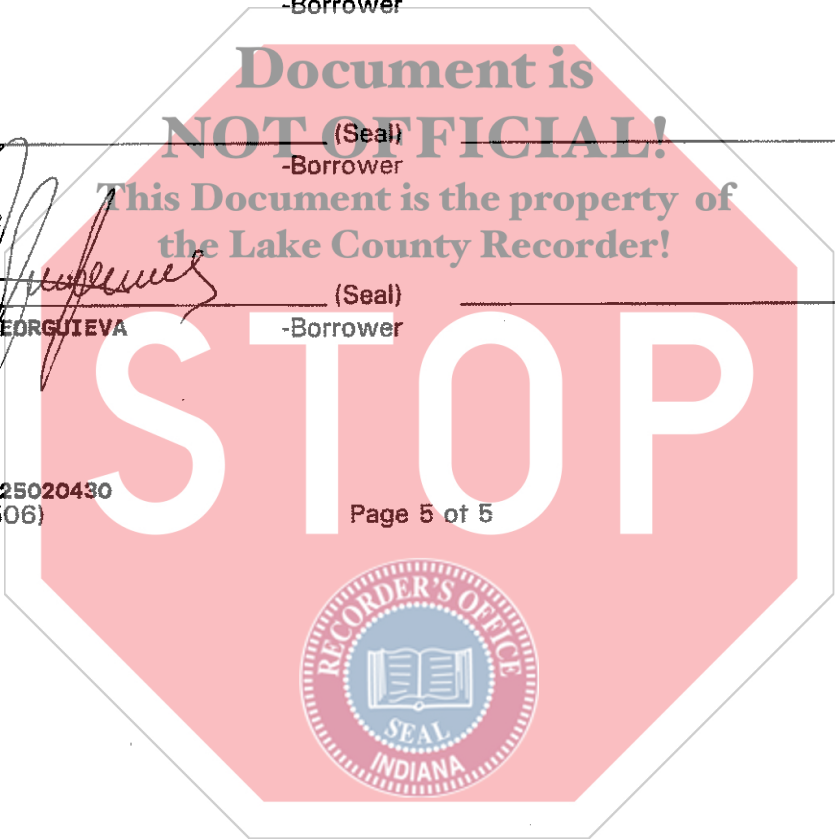 -Borrower
Document is
NOT OFFICIAL!
(Seal)
-Borrower
This Document is the property of
the Lake County Recorder!
(Seal)
EORGUIEVA
-Borrower
STOP
25020430
06)
Page 5 of 5
RECORDER'S OFFICE
SEAL
INDIANA